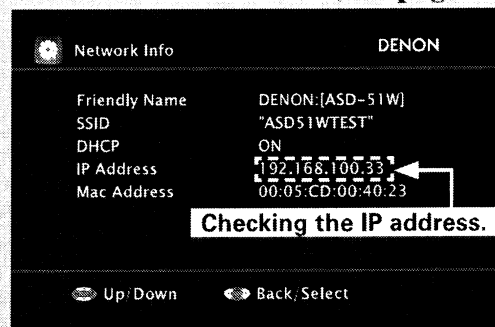 Network Info DENON
Friendly Name DENON:[ASD-51W]
SSID "ASD51WTEST"
DHCP ON
IP Address 192.168.100.33
Mac Address 00:05:CD:00:40:23
Checking the IP address.
Up/Down Back/Select